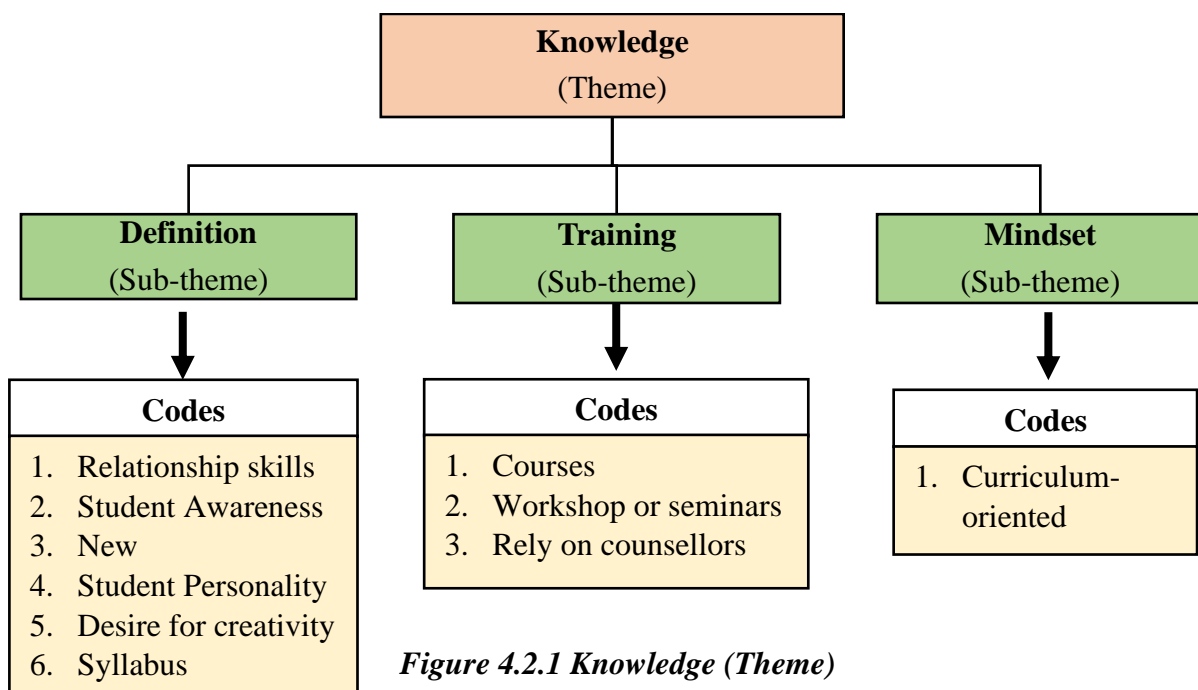 Knowledge
(Theme)
Definition
(Sub-theme)
Training
(Sub-theme)
Mindset
(Sub-theme)
Codes
1. Relationship skills
2. Student Awareness
3. New
4. Student Personality
5. Desire for creativity
6. Syllabus
Codes
1. Courses
2. Workshop or seminars
3. Rely on counsellors
Codes
1. Curriculum-
oriented
Figure 4.2.1 Knowledge (Theme)